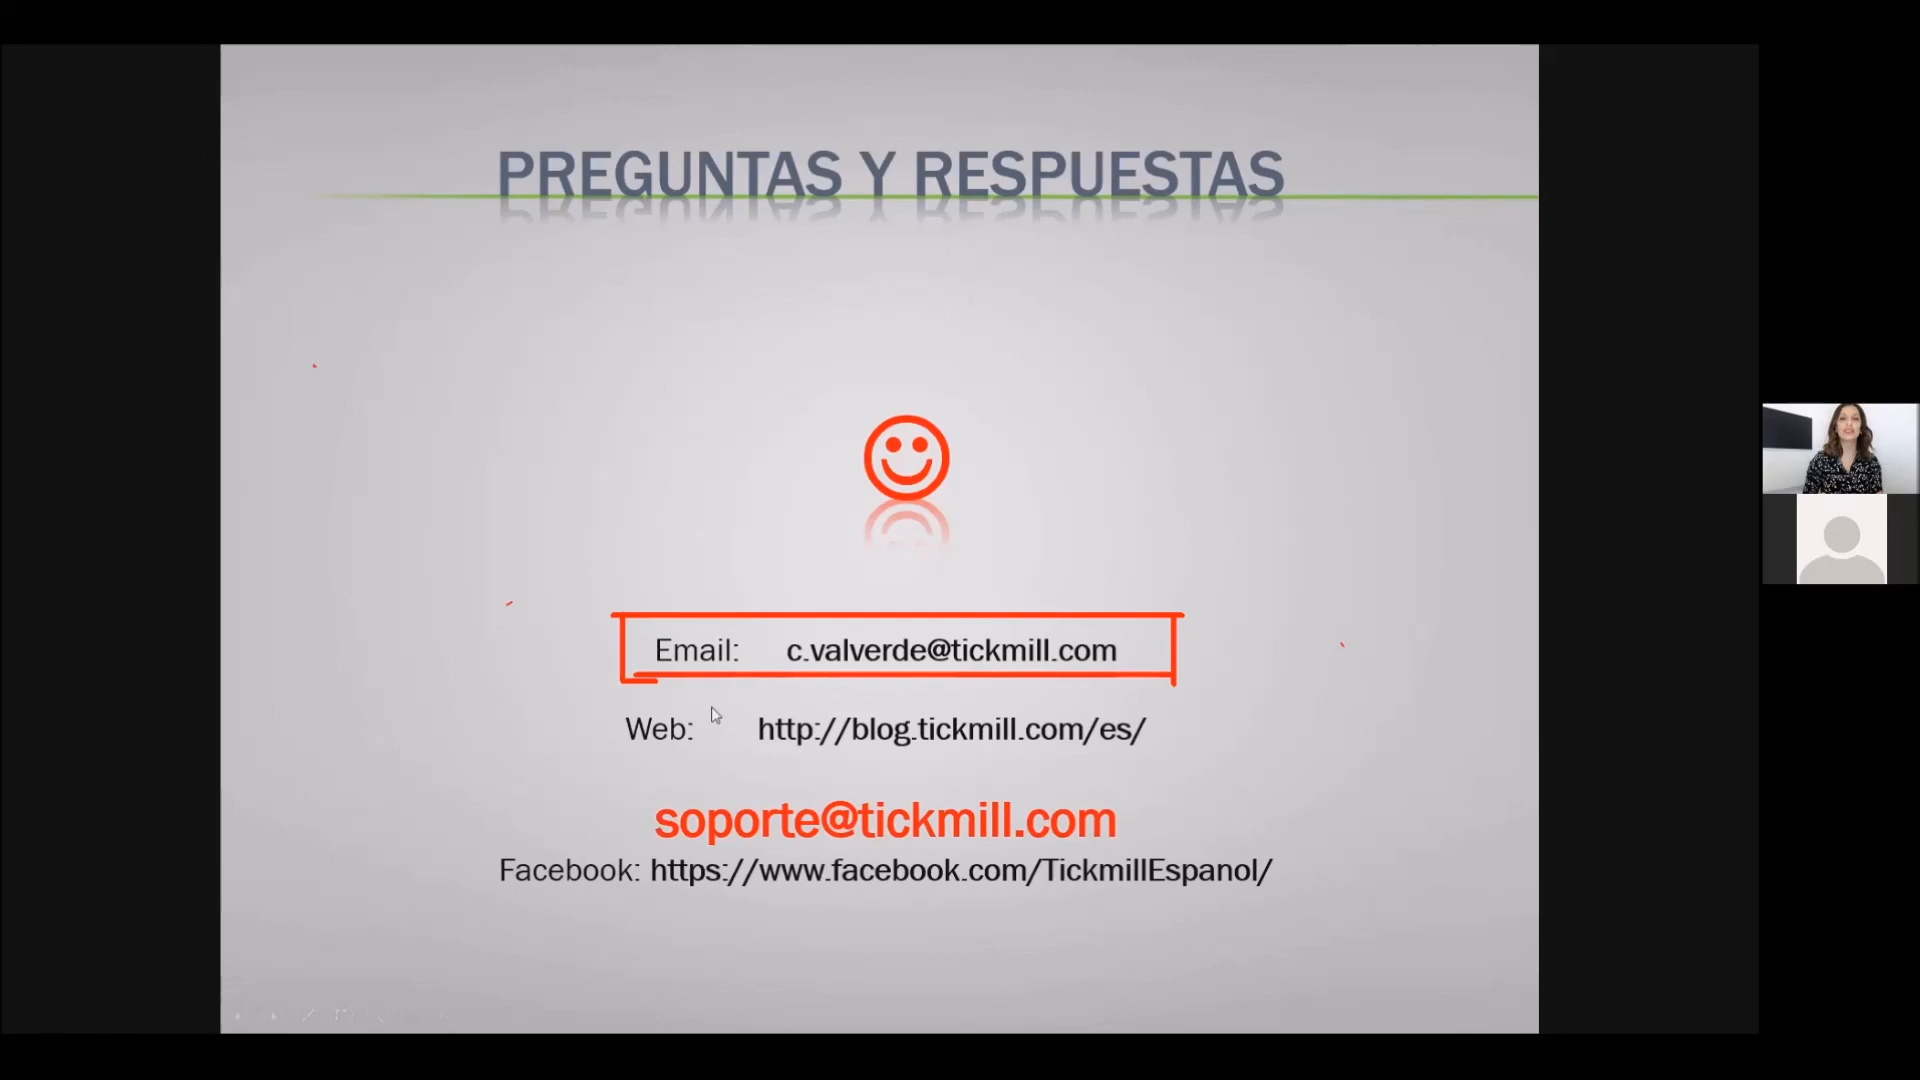 PREGUNTAS Y RESPUESTAS
Email: c.valverde@tickmill.com
Web: http://blog.tickmill.com/es/
soporte@tickmill.com
Facebook: https://www.facebook.com/TickmillEspanol/